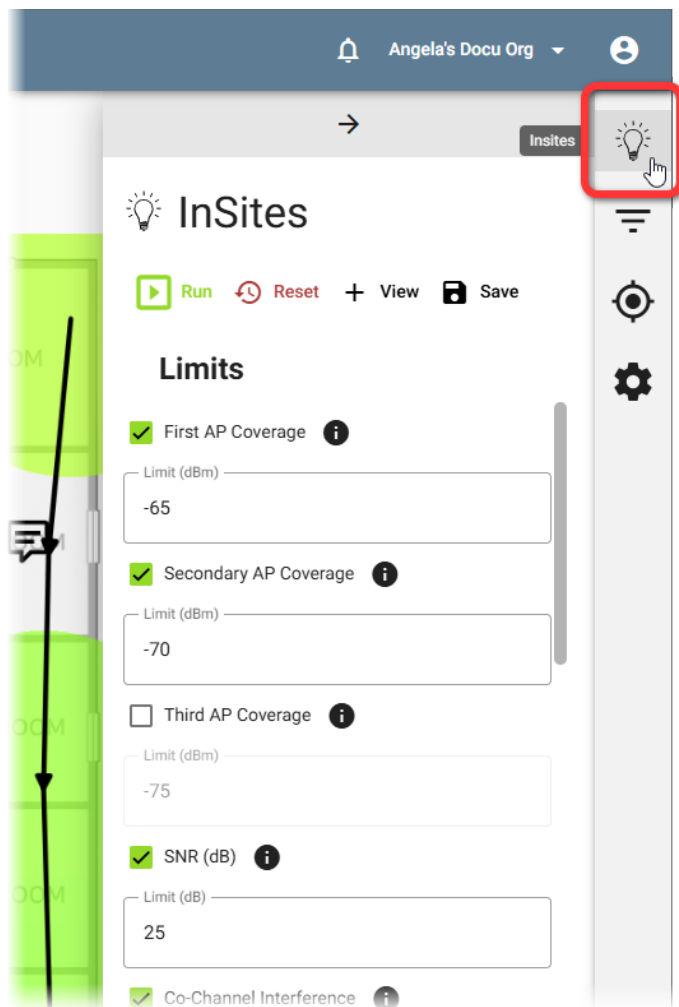 Angela's Docu Org
Insites
InSites
Run Reset View Save
Limits
First AP Coverage
Limit (dBm)
-65
Secondary AP Coverage
Limit (dBm)
-70
Third AP Coverage
Limit (dBm)
-75
SNR (dB)
Limit (dB)
25
Co-Channel Interference